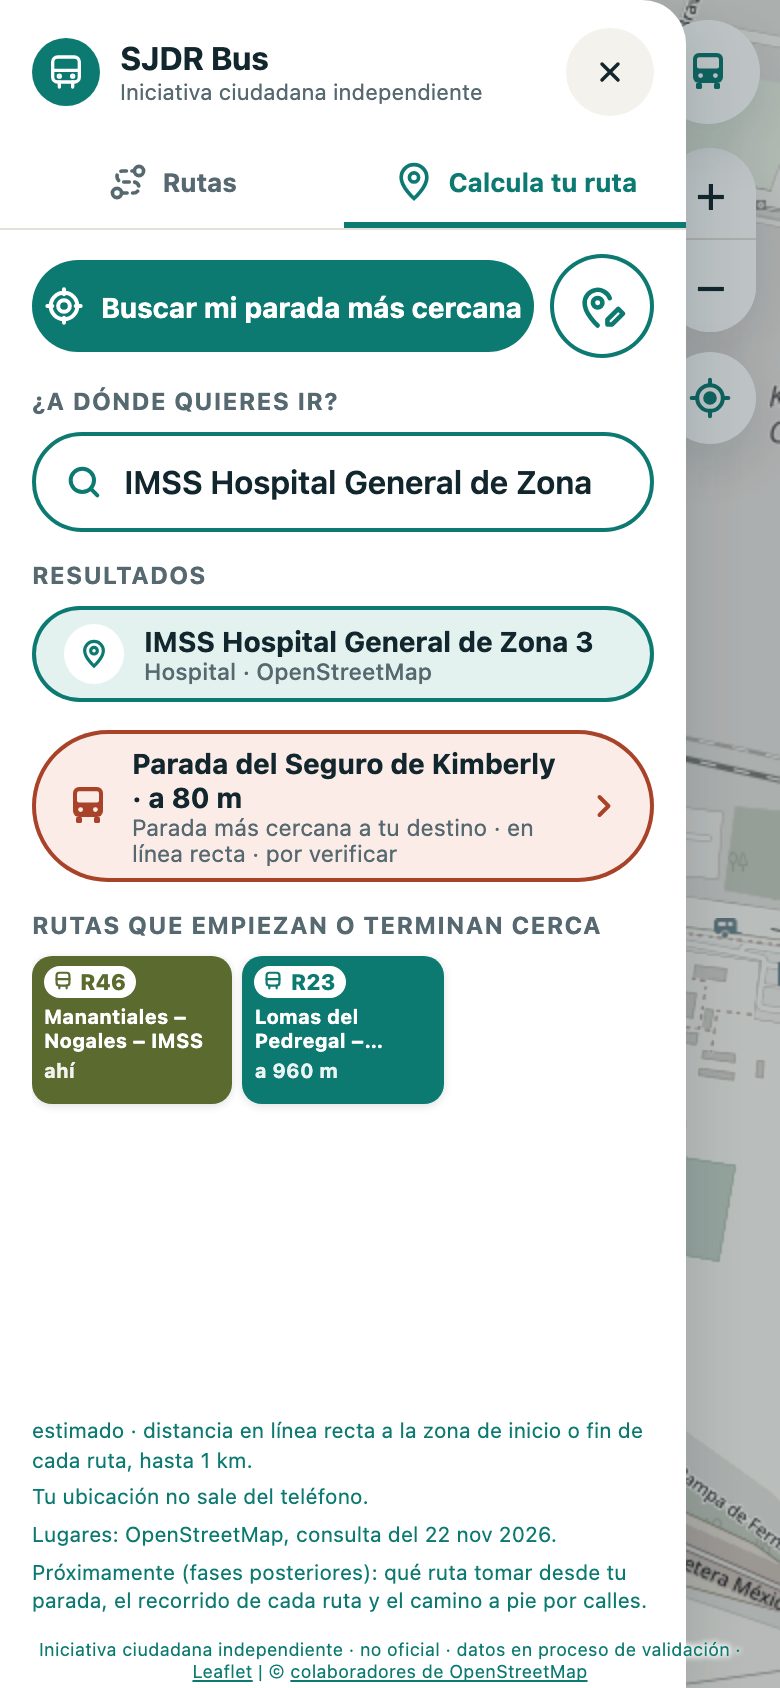 SJDR Bus
Iniciativa ciudadana independiente
Rutas
Calcula tu ruta
Buscar mi parada más cercana
¿A DÓNDE QUIERES IR?
IMSS Hospital General de Zona
RESULTADOS
IMSS Hospital General de Zona 3
Hospital · OpenStreetMap
Parada del Seguro de Kimberly
· a 80 m
Parada más cercana a tu destino · en
línea recta · por verificar
RUTAS QUE EMPIEZAN O TERMINAN CERCA
R46
Manantiales –
Nogales – IMSS
ahí
R23
Lomas del
Pedregal –...
a 960 m
estimado · distancia en línea recta a la zona de inicio o fin de
cada ruta, hasta 1 km.
Tu ubicación no sale del teléfono.
Lugares: OpenStreetMap, consulta del 22 nov 2026.
Próximamente (fases posteriores): qué ruta tomar desde tu
parada, el recorrido de cada ruta y el camino a pie por calles.
Iniciativa ciudadana independiente · no oficial · datos en proceso de validación ·
Leaflet | © colaboradores de OpenStreetMap